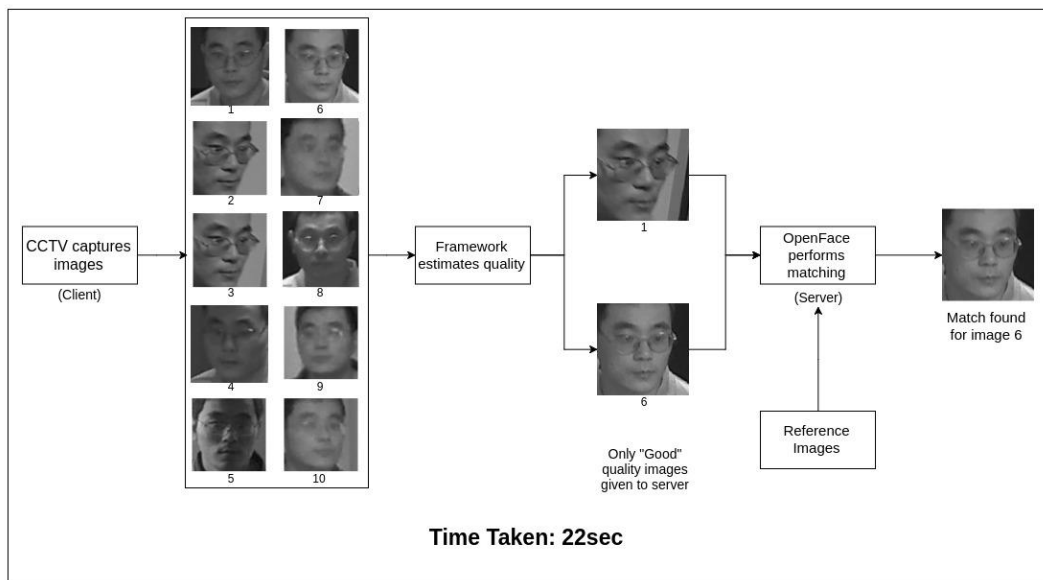 1
6
2
7
CCTV captures
images
(Client)
3
8
4
9
5
10
Framework
estimates quality
1
6
Only "Good"
quality images
given to server
OpenFace
performs
matching
(Server)
Reference
Images
Match found
for image 6
Time Taken: 22sec